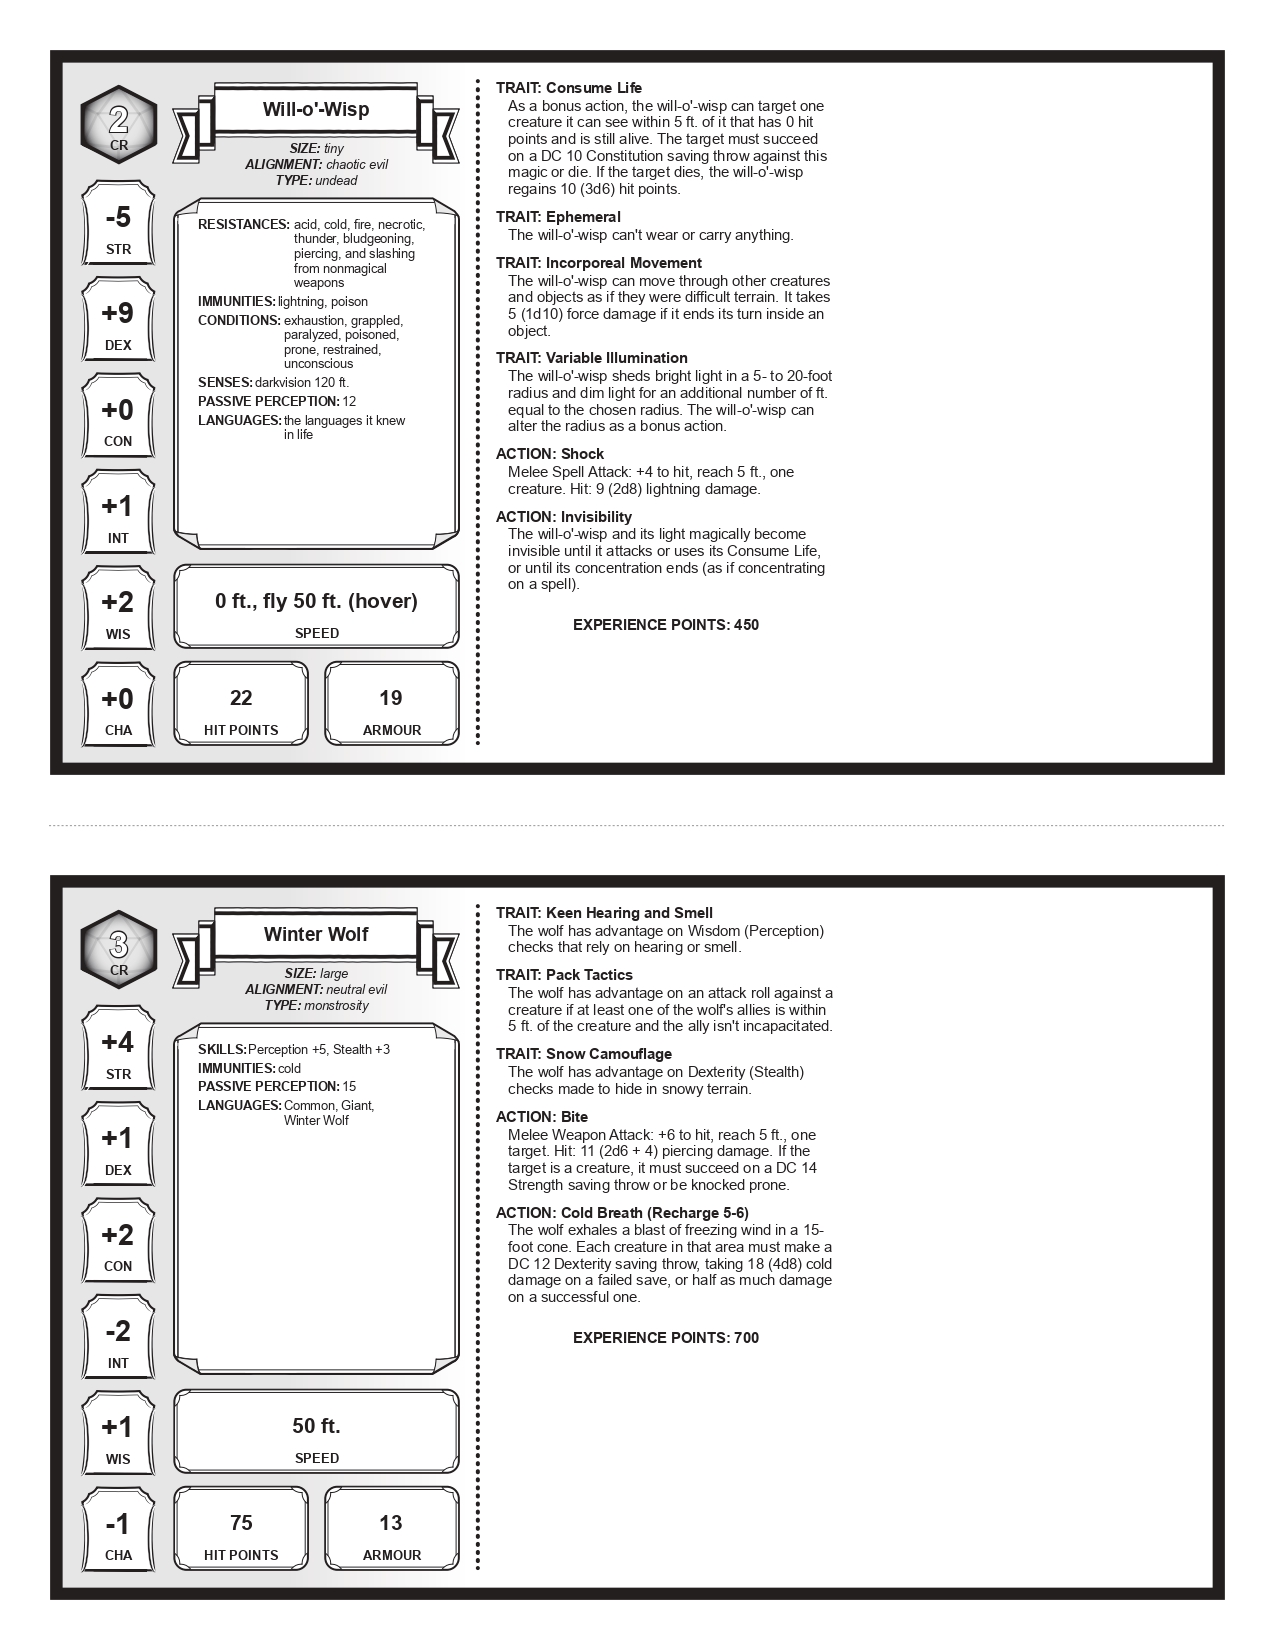 2
CR
Will-o'-Wisp
SIZE: tiny
ALIGNMENT: chaotic evil
TYPE: undead
-5
STR
+9
DEX
+0
CON
+1
INT
+2
WIS
+0
CHA
RESISTANCES: acid, cold, fire, necrotic,
thunder, bludgeoning,
piercing, and slashing
from nonmagical
weapons
IMMUNITIES: lightning, poison
CONDITIONS: exhaustion, grappled,
paralyzed, poisoned,
prone, restrained,
unconscious
SENSES: darkvision 120 ft.
PASSIVE PERCEPTION: 12
LANGUAGES: the languages it knew
in life
0 ft., fly 50 ft. (hover)
SPEED
22
HIT POINTS
19
ARMOUR
TRAIT: Consume Life
As a bonus action, the will-o'-wisp can target one
creature it can see within 5 ft. of it that has 0 hit
points and is still alive. The target must succeed
on a DC 10 Constitution saving throw against this
magic or die. If the target dies, the will-o'-wisp
regains 10 (3d6) hit points.
TRAIT: Ephemeral
The will-o'-wisp can't wear or carry anything.
TRAIT: Incorporeal Movement
The will-o'-wisp can move through other creatures
and objects as if they were difficult terrain. It takes
5 (1d10) force damage if it ends its turn inside an
object.
TRAIT: Variable Illumination
The will-o'-wisp sheds bright light in a 5- to 20-foot
radius and dim light for an additional number of ft.
equal to the chosen radius. The will-o'-wisp can
alter the radius as a bonus action.
ACTION: Shock
Melee Spell Attack: +4 to hit, reach 5 ft., one
creature. Hit: 9 (2d8) lightning damage.
ACTION: Invisibility
The will-o'-wisp and its light magically become
invisible until it attacks or uses its Consume Life,
or until its concentration ends (as if concentrating
on a spell).
EXPERIENCE POINTS: 450
3
CR
Winter Wolf
SIZE: large
ALIGNMENT: neutral evil
TYPE: monstrosity
+4
STR
+1
DEX
+2
CON
-2
INT
+1
WIS
-1
CHA
SKILLS: Perception +5, Stealth +3
IMMUNITIES: cold
PASSIVE PERCEPTION: 15
LANGUAGES: Common, Giant,
Winter Wolf
50 ft.
SPEED
75
HIT POINTS
13
ARMOUR
TRAIT: Keen Hearing and Smell
The wolf has advantage on Wisdom (Perception)
checks that rely on hearing or smell.
TRAIT: Pack Tactics
The wolf has advantage on an attack roll against a
creature if at least one of the wolf's allies is within
5 ft. of the creature and the ally isn't incapacitated.
TRAIT: Snow Camouflage
The wolf has advantage on Dexterity (Stealth)
checks made to hide in snowy terrain.
ACTION: Bite
Melee Weapon Attack: +6 to hit, reach 5 ft., one
target. Hit: 11 (2d6 + 4) piercing damage. If the
target is a creature, it must succeed on a DC 14
Strength saving throw or be knocked prone.
ACTION: Cold Breath (Recharge 5-6)
The wolf exhales a blast of freezing wind in a 15-
foot cone. Each creature in that area must make a
DC 12 Dexterity saving throw, taking 18 (4d8) cold
damage on a failed save, or half as much damage
on a successful one.
EXPERIENCE POINTS: 700